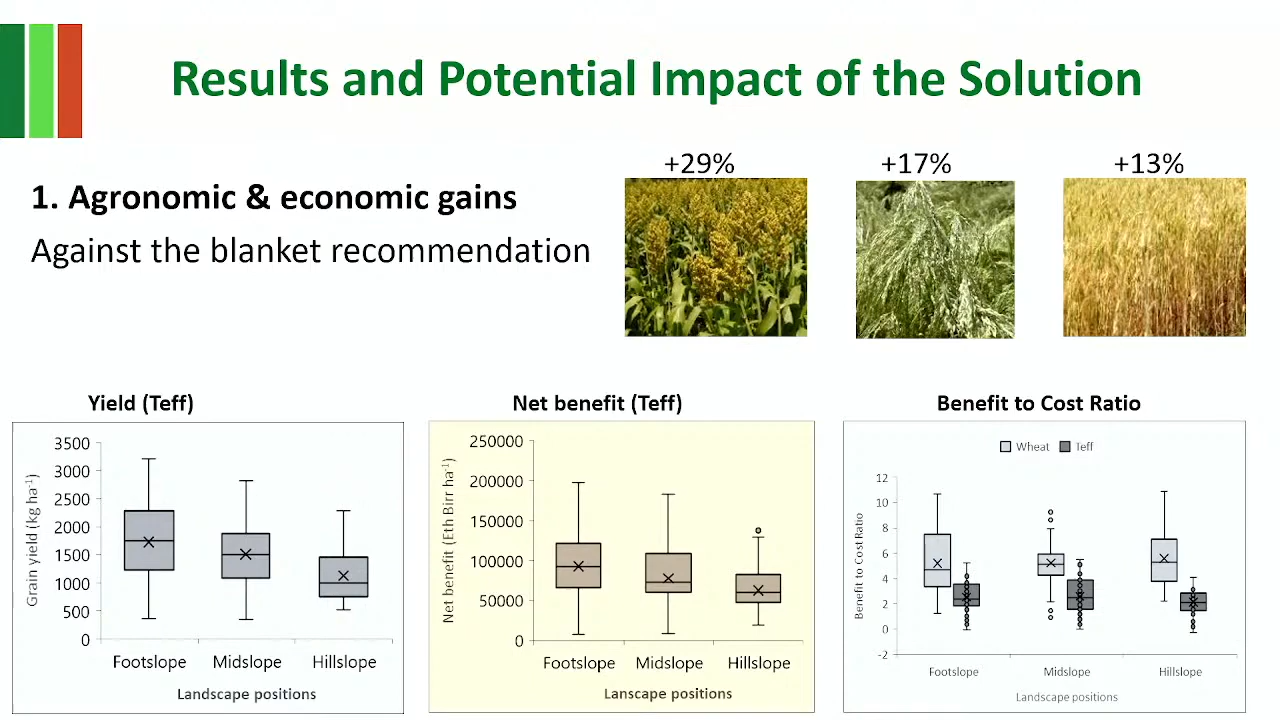 Results and Potential Impact of the Solution
+29%
+17%
+13%
1. Agronomic & economic gains
Against the blanket recommendation
Yield (Teff)
Grain yield (kg ha⁻¹)
3500
3000
2500
2000
1500
1000
500
0
Footslope
Midslope
Hillslope
Landscape positions
Net benefit (Teff)
Net benefit (Eth Birr ha⁻¹)
250000
200000
150000
100000
50000
0
Footslope
Midslope
Hillslope
Lanscape positions
Benefit to Cost Ratio
Wheat
Teff
Benefit to Cost Ratio
12
10
8
6
4
2
0
-2
Footslope
Midslope
Hillslope
Landscape positions